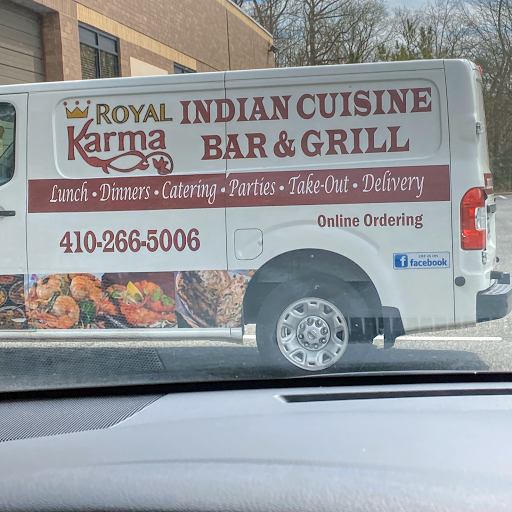 ROYAL
Karma
INDIAN CUISINE
BAR & GRILL
Lunch • Dinners • Catering • Parties • Take-Out • Delivery
410-266-5006
Online Ordering
facebook